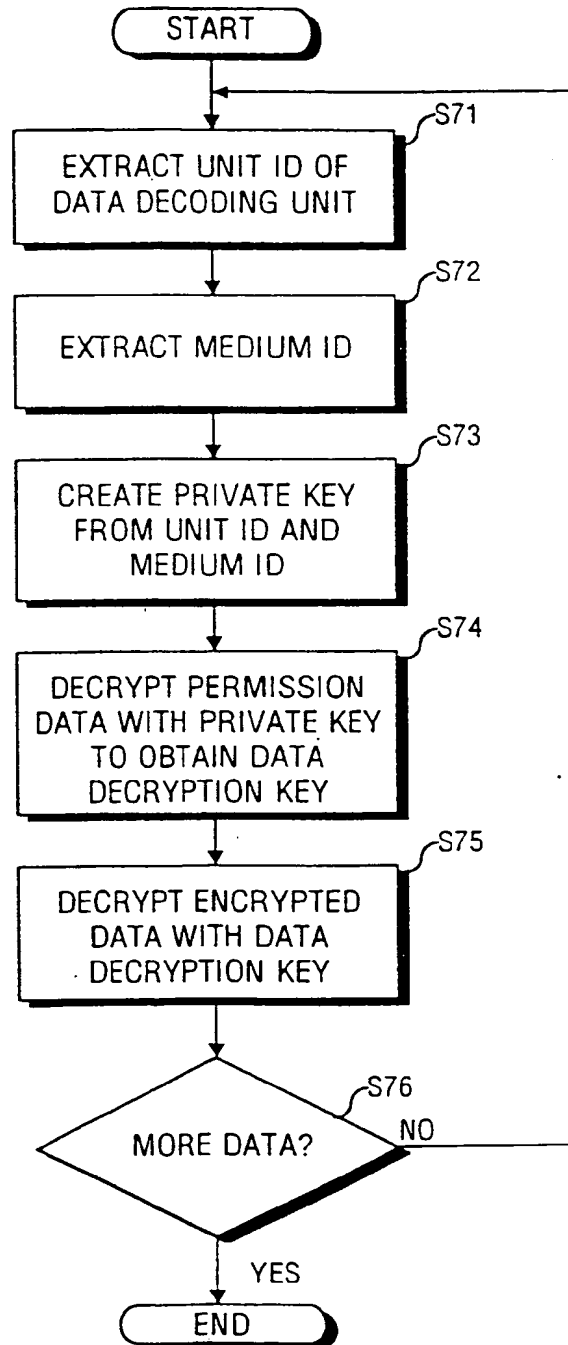 START
S71
EXTRACT UNIT ID OF
DATA DECODING UNIT
S72
EXTRACT MEDIUM ID
S73
CREATE PRIVATE KEY
FROM UNIT ID AND
MEDIUM ID
S74
DECRYPT PERMISSION
DATA WITH PRIVATE KEY
TO OBTAIN DATA
DECRYPTION KEY
S75
DECRYPT ENCRYPTED
DATA WITH DATA
DECRYPTION KEY
S76
MORE DATA?
NO
YES
END